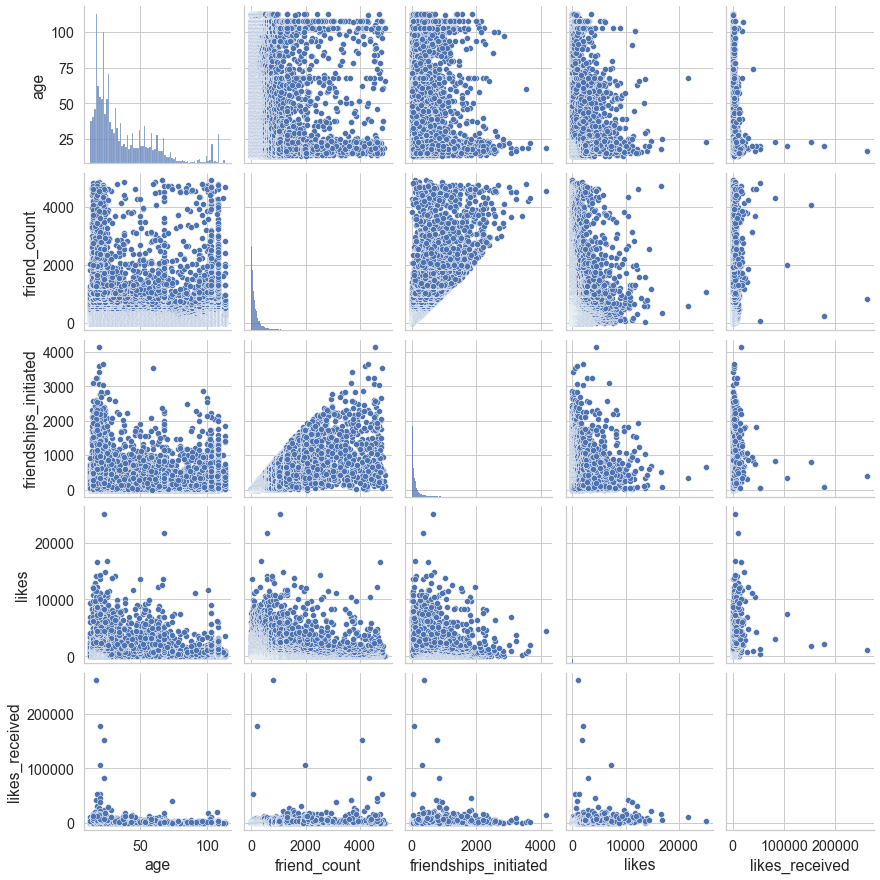 age
100
75
50
25
friend_count
4000
2000
0
friendships_initiated
4000
3000
2000
1000
0
likes
20000
10000
0
likes_received
200000
100000
0
50 100 0 2000 4000 0 2000 4000 0 10000 20000 0 100000 200000
age friend_count friendships_initiated likes likes_received